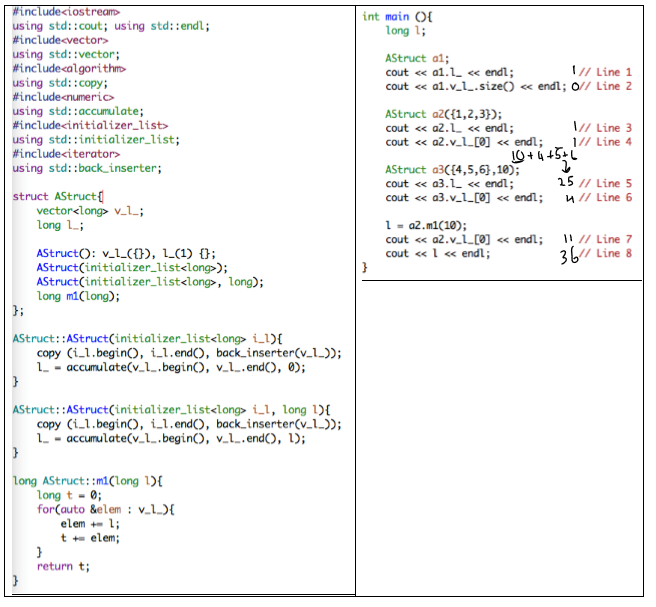 #include<iostream>
using std::cout; using std::endl;
#include<vector>
using std::vector;
#include<algorithm>
using std::copy;
#include<numeric>
using std::accumulate;
#include<initializer_list>
using std::initializer_list;
#include<iterator>
using std::back_inserter;
struct AStruct{
vector<long> v_l_;
long l_;
AStruct(): v_l_({}), l_(1) {};
AStruct(initializer_list<long>);
AStruct(initializer_list<long>, long);
long m1(long);
};
AStruct::AStruct(initializer_list<long> i_l){
copy (i_l.begin(), i_l.end(), back_inserter(v_l_));
l_ = accumulate(v_l_.begin(), v_l_.end(), 0);
}
AStruct::AStruct(initializer_list<long> i_l, long l){
copy (i_l.begin(), i_l.end(), back_inserter(v_l_));
l_ = accumulate(v_l_.begin(), v_l_.end(), l);
}
long AStruct::m1(long l){
long t = 0;
for(auto &elem : v_l_){
elem += l;
t += elem;
}
return t;
}
int main (){
long l;
AStruct a1;
cout << a1.l_ << endl; 1 // Line 1
cout << a1.v_l_.size() << endl; 0 // Line 2
AStruct a2({1,2,3});
cout << a2.l_ << endl; 1 // Line 3
cout << a2.v_l_[0] << endl; 1 // Line 4
10+4+5+6
AStruct a3({4,5,6},10);
cout << a3.l_ << endl; 25 // Line 5
cout << a3.v_l_[0] << endl; 4 // Line 6
l = a2.m1(10);
cout << a2.v_l_[0] << endl; 11 // Line 7
cout << l << endl; 36 // Line 8
}